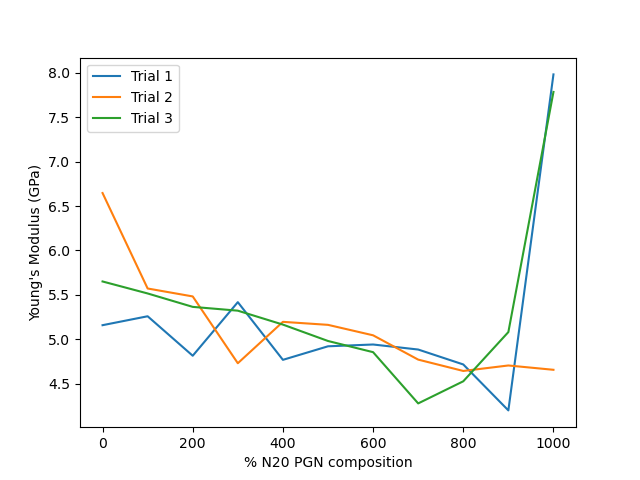 Trial 1
Trial 2
Trial 3
8.0
7.5
7.0
6.5
6.0
5.5
5.0
4.5
Young's Modulus (GPa)
0 200 400 600 800 1000
% N20 PGN composition